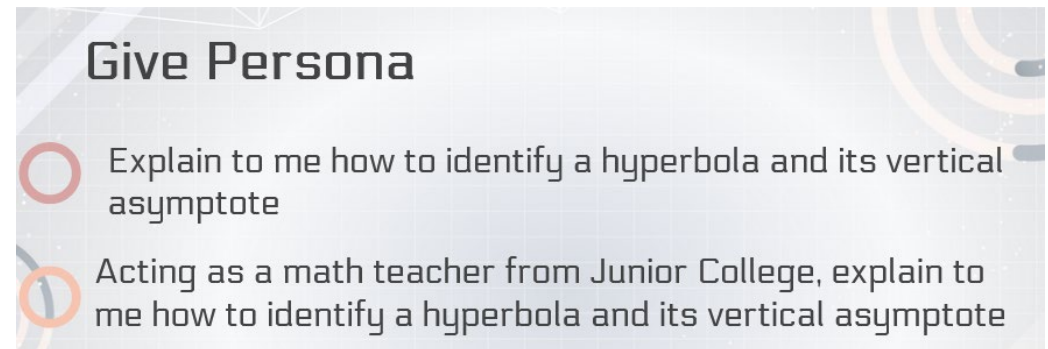 Give Persona
Explain to me how to identify a hyperbola and its vertical
asymptote
Acting as a math teacher from Junior College, explain to
me how to identify a hyperbola and its vertical asymptote